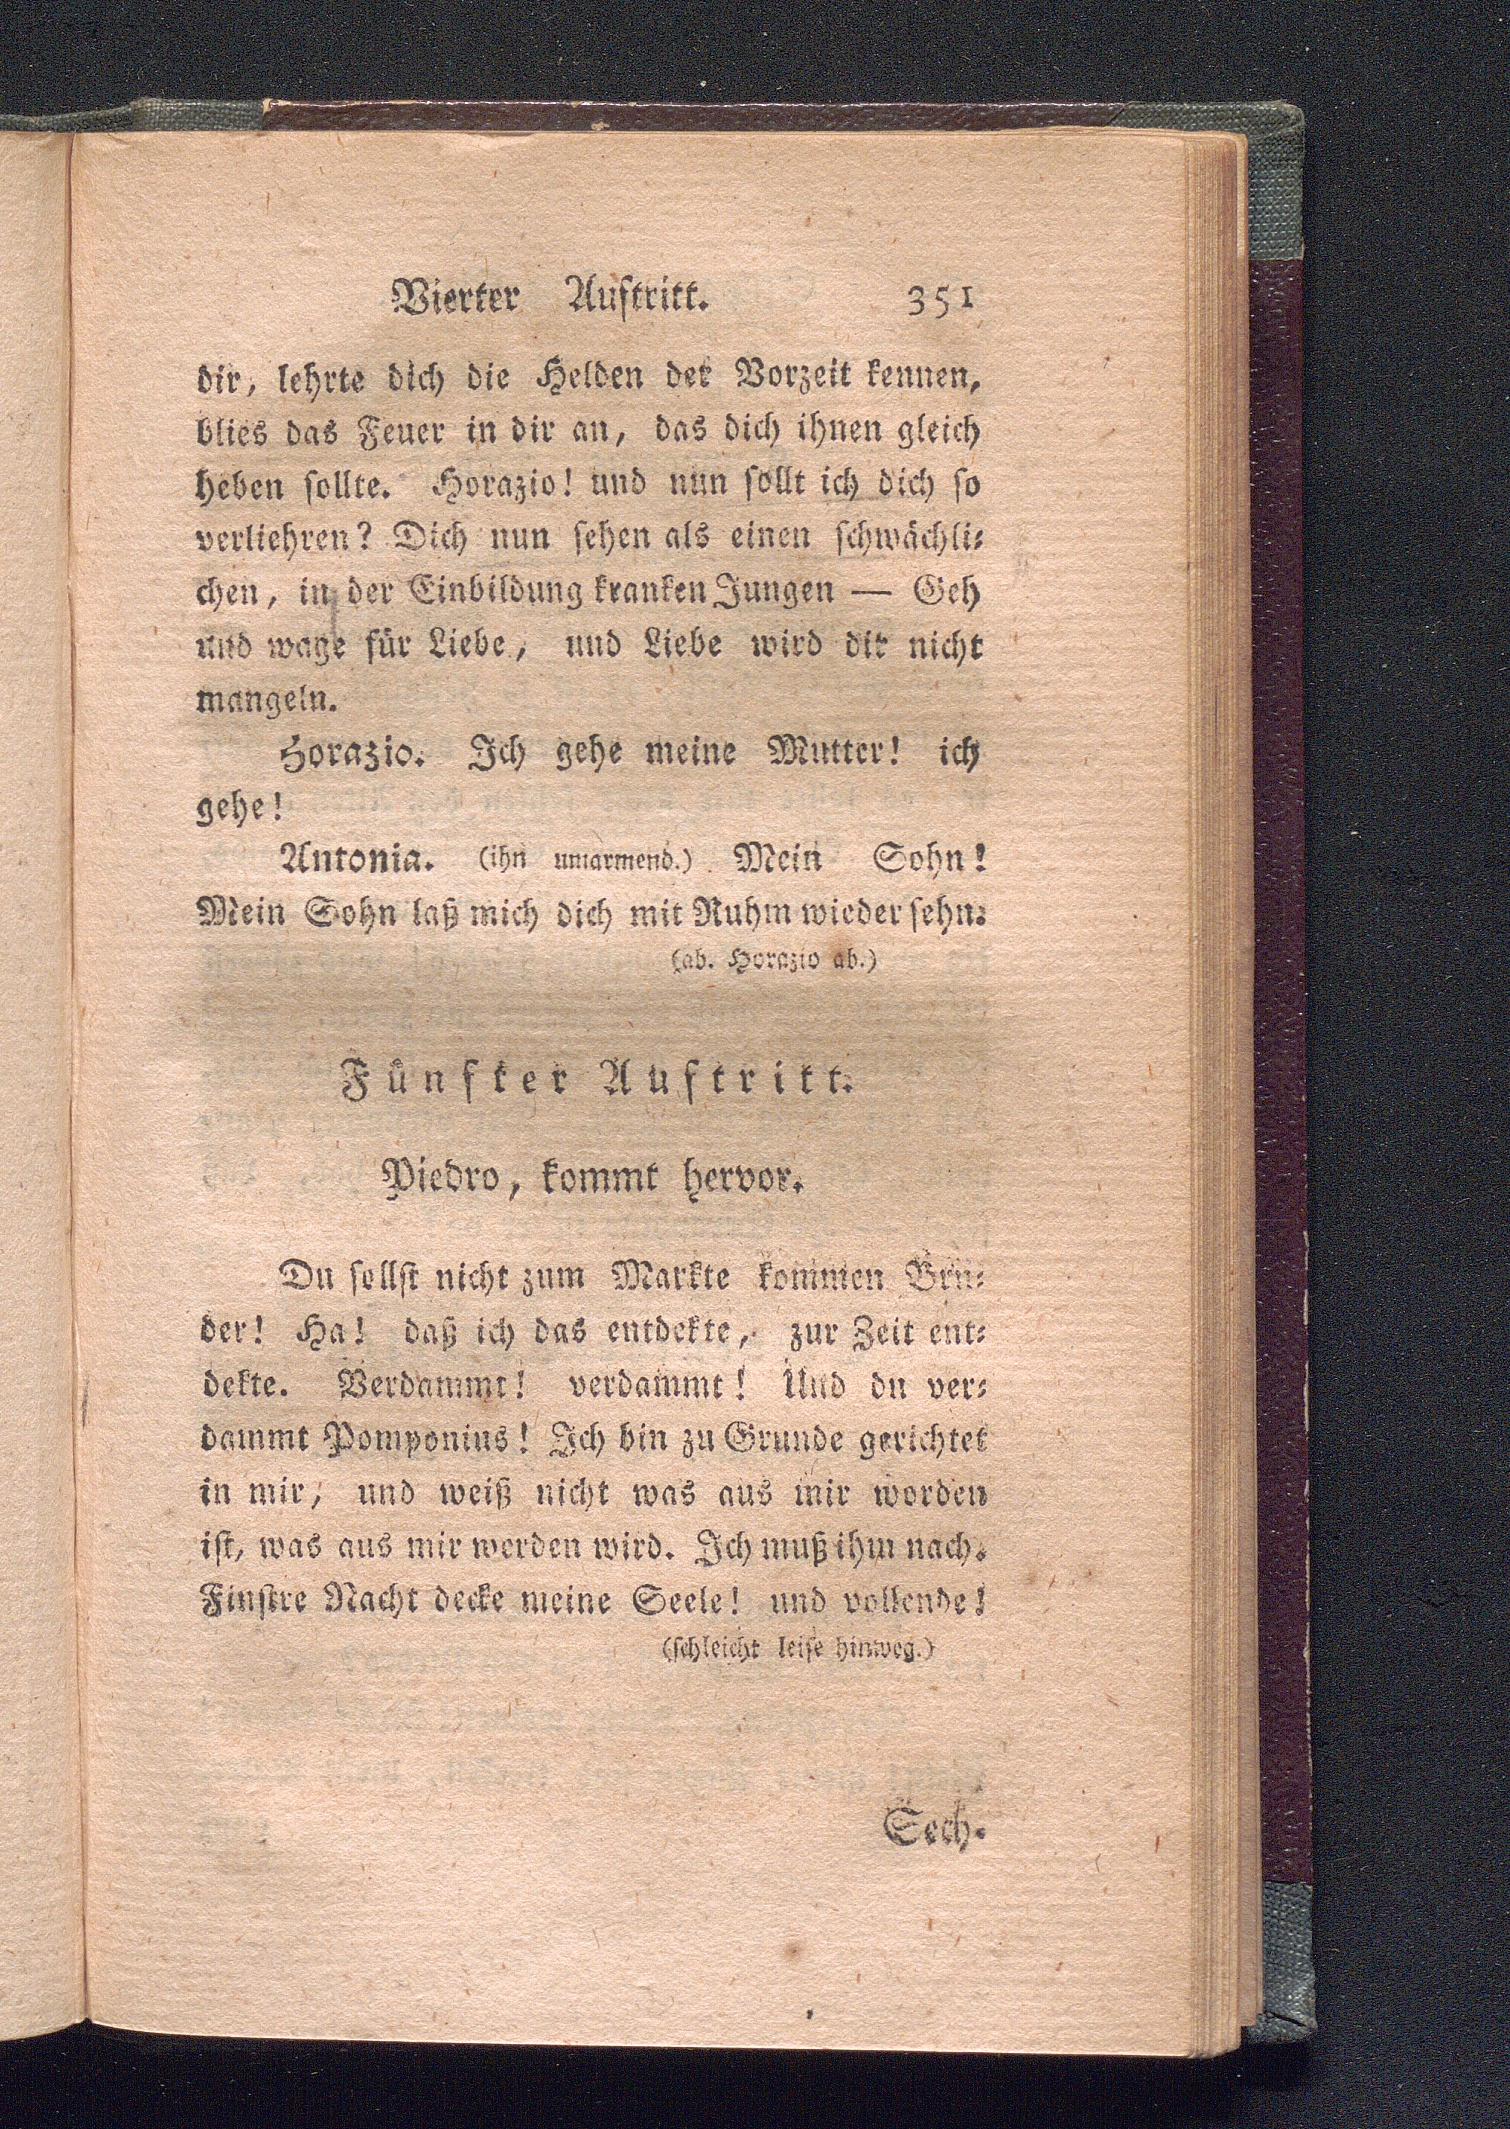 Vierter Auftritt. 351
dir, lehrte dich die Helden der Vorzeit kennen,
blies das Feuer in dir an, das dich ihnen gleich
heben sollte. Horazio! und nun sollt ich dich so
verliehren? Dich nun sehen als einen schwächli-
chen, in der Einbildung kranken Jungen — Geh
und wage für Liebe, und Liebe wird dir nicht
mangeln.
Horazio. Ich gehe meine Mutter! ich
gehe!
Antonia. (ihn umarmend.) Mein Sohn!
Mein Sohn laß mich dich mit Ruhm wieder sehn.
(ab. Horazio ab.)
Fünfter Auftritt.
Piedro, kommt hervor.
Du sollst nicht zum Markte kommen Bru-
der! Ha! daß ich das entdekte, zur Zeit ent-
dekte. Verdammt! verdammt! Und du ver-
dammt Pomponius! Ich bin zu Grunde gerichtet
in mir, und weiß nicht was aus mir worden
ist, was aus mir werden wird. Ich muß ihm nach.
Finstre Nacht decke meine Seele! und vollende!
(schleicht leise hinweg.)
Sech-